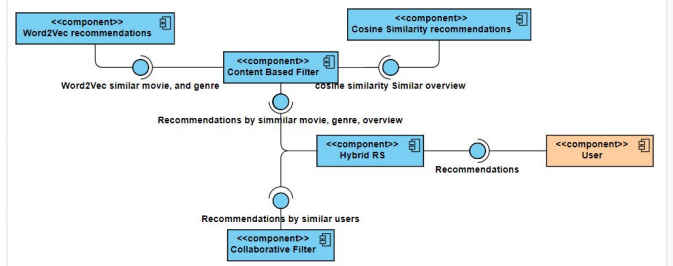 <<component>>
Word2Vec recommendations
<<component>>
Cosine Similarity recommendations
<<component>>
Content Based Filter
Word2Vec similar movie, and genre
cosine similarity Similar overview
Recommendations by simmilar movie, genre, overview
<<component>>
Hybrid RS
<<component>>
User
Recommendations
Recommendations by similar users
<<component>>
Collaborative Filter